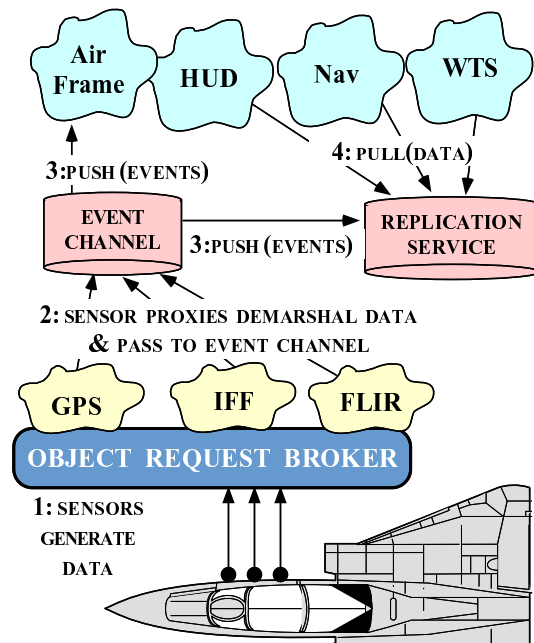 Air
Frame
HUD
Nav
WTS
4: PULL(DATA)
3:PUSH (EVENTS)
EVENT
CHANNEL
REPLICATION
SERVICE
3:PUSH (EVENTS)
2: SENSOR PROXIES DEMARSHAL DATA
& PASS TO EVENT CHANNEL
GPS
IFF
FLIR
OBJECT REQUEST BROKER
1: SENSORS
GENERATE
DATA